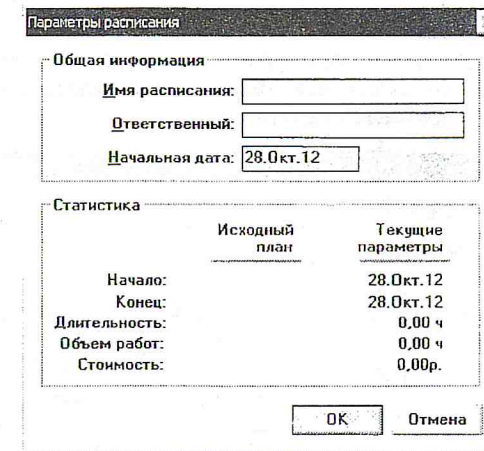 Параметры расписания
Общая информация
Имя расписания:
Ответственный:
Начальная дата: 28.Окт.12
Статистика
Исходный план Текущие параметры
Начало: 28.Окт.12
Конец: 28.Окт.12
Длительность: 0,00 ч
Объем работ: 0,00 ч
Стоимость: 0,00р.
OK Отмена